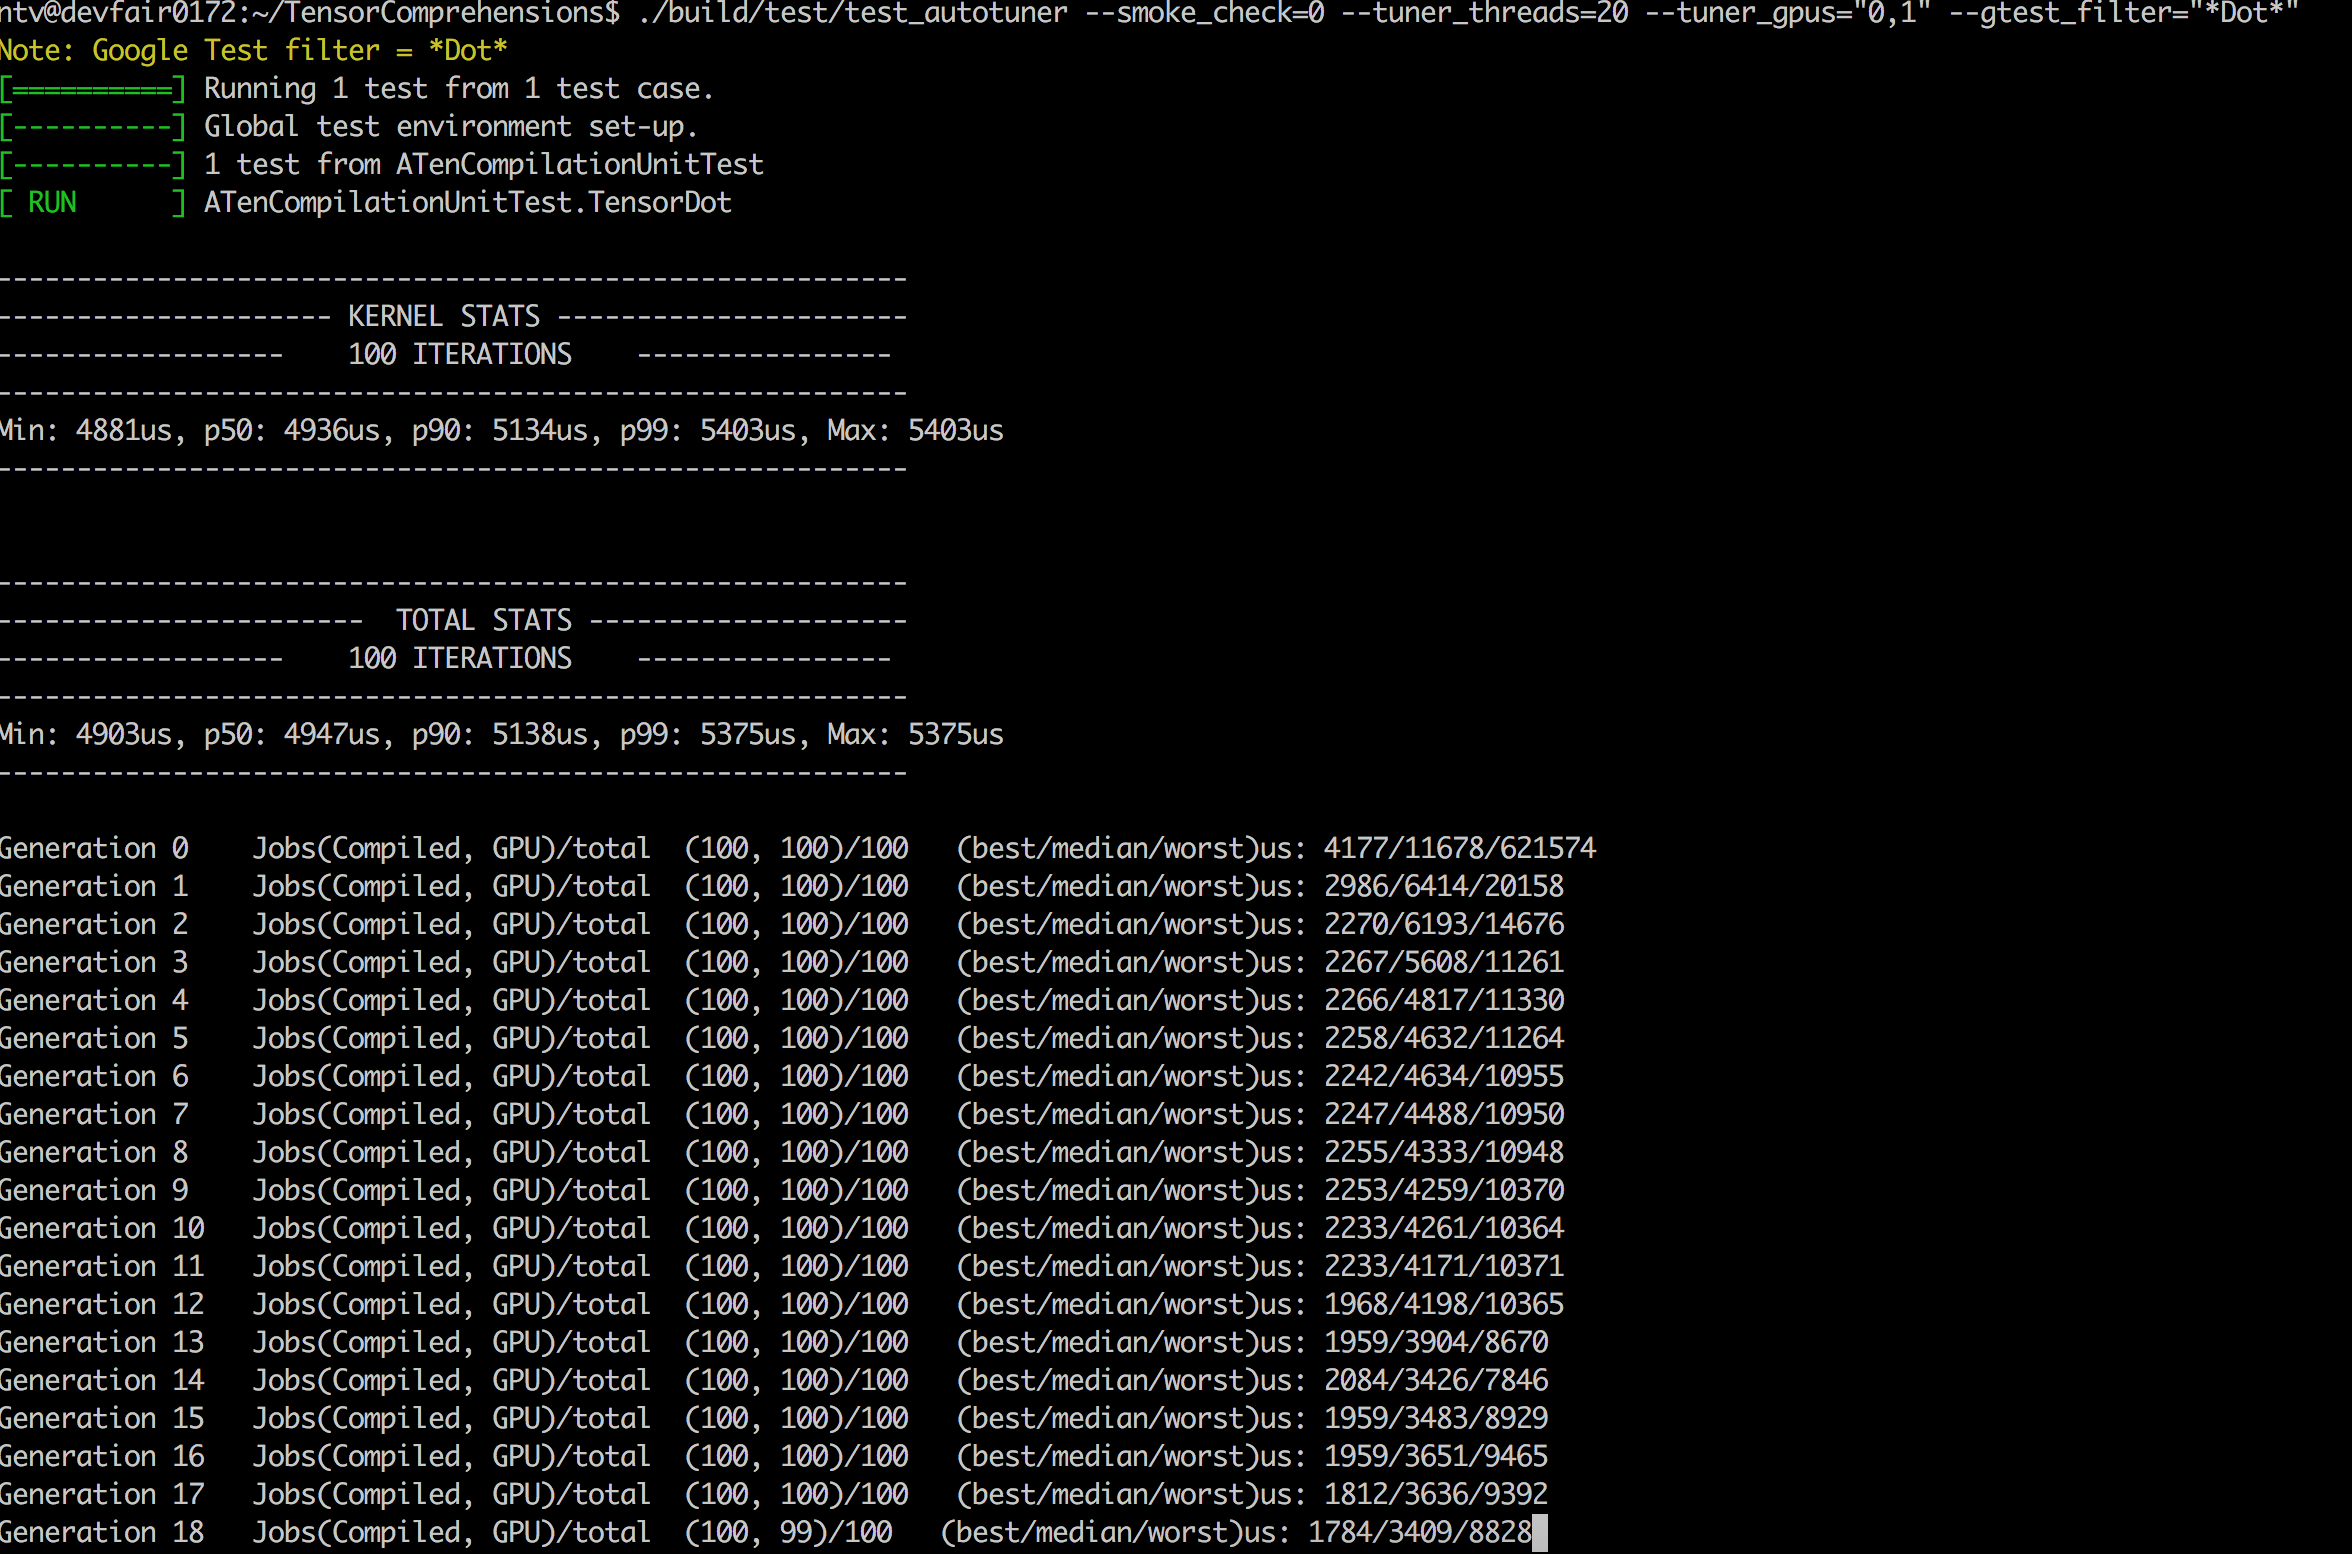 ntv@devfair0172:~/TensorComprehensions$ ./build/test/test_autotuner --smoke_check=0 --tuner_threads=20 --tuner_gpus="0,1" --gtest_filter="*Dot*"
Note: Google Test filter = *Dot*
[==========] Running 1 test from 1 test case.
[----------] Global test environment set-up.
[----------] 1 test from ATenCompilationUnitTest
[ RUN      ] ATenCompilationUnitTest.TensorDot
---------------------------------------------------------
--------------------- KERNEL STATS ----------------------
------------------    100 ITERATIONS    ----------------
---------------------------------------------------------
Min: 4881us, p50: 4936us, p90: 5134us, p99: 5403us, Max: 5403us
---------------------------------------------------------
---------------------------------------------------------
-----------------------  TOTAL STATS --------------------
------------------    100 ITERATIONS    ----------------
---------------------------------------------------------
Min: 4903us, p50: 4947us, p90: 5138us, p99: 5375us, Max: 5375us
---------------------------------------------------------
Generation 0    Jobs(Compiled, GPU)/total  (100, 100)/100   (best/median/worst)us: 4177/11678/621574
Generation 1    Jobs(Compiled, GPU)/total  (100, 100)/100   (best/median/worst)us: 2986/6414/20158
Generation 2    Jobs(Compiled, GPU)/total  (100, 100)/100   (best/median/worst)us: 2270/6193/14676
Generation 3    Jobs(Compiled, GPU)/total  (100, 100)/100   (best/median/worst)us: 2267/5608/11261
Generation 4    Jobs(Compiled, GPU)/total  (100, 100)/100   (best/median/worst)us: 2266/4817/11330
Generation 5    Jobs(Compiled, GPU)/total  (100, 100)/100   (best/median/worst)us: 2258/4632/11264
Generation 6    Jobs(Compiled, GPU)/total  (100, 100)/100   (best/median/worst)us: 2242/4634/10955
Generation 7    Jobs(Compiled, GPU)/total  (100, 100)/100   (best/median/worst)us: 2247/4488/10950
Generation 8    Jobs(Compiled, GPU)/total  (100, 100)/100   (best/median/worst)us: 2255/4333/10948
Generation 9    Jobs(Compiled, GPU)/total  (100, 100)/100   (best/median/worst)us: 2253/4259/10370
Generation 10   Jobs(Compiled, GPU)/total  (100, 100)/100   (best/median/worst)us: 2233/4261/10364
Generation 11   Jobs(Compiled, GPU)/total  (100, 100)/100   (best/median/worst)us: 2233/4171/10371
Generation 12   Jobs(Compiled, GPU)/total  (100, 100)/100   (best/median/worst)us: 1968/4198/10365
Generation 13   Jobs(Compiled, GPU)/total  (100, 100)/100   (best/median/worst)us: 1959/3904/8670
Generation 14   Jobs(Compiled, GPU)/total  (100, 100)/100   (best/median/worst)us: 2084/3426/7846
Generation 15   Jobs(Compiled, GPU)/total  (100, 100)/100   (best/median/worst)us: 1959/3483/8929
Generation 16   Jobs(Compiled, GPU)/total  (100, 100)/100   (best/median/worst)us: 1959/3651/9465
Generation 17   Jobs(Compiled, GPU)/total  (100, 100)/100   (best/median/worst)us: 1812/3636/9392
Generation 18   Jobs(Compiled, GPU)/total  (100, 99)/100   (best/median/worst)us: 1784/3409/8828